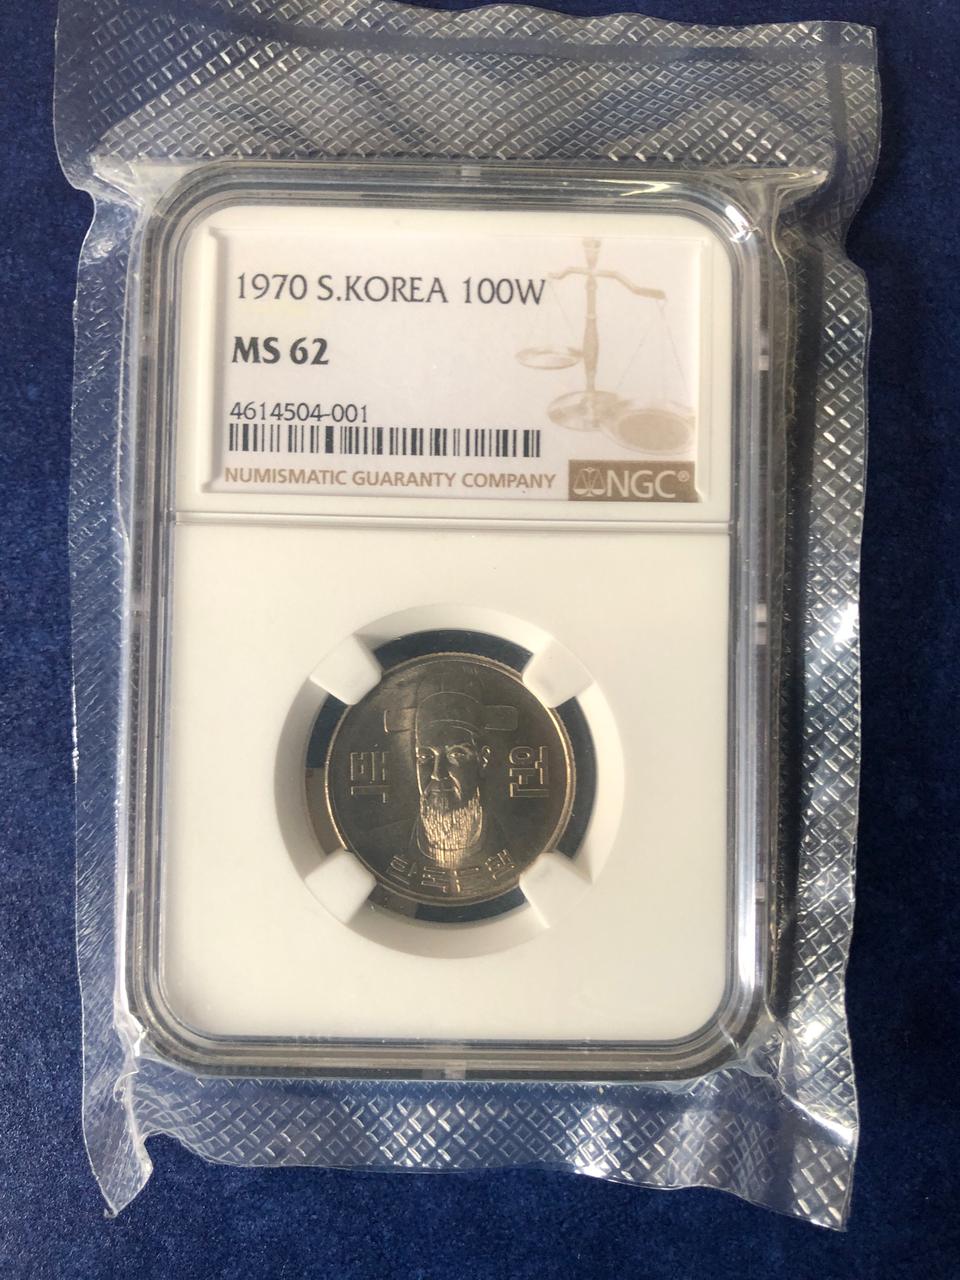 1970 S.KOREA 100W
MS 62
4614504-001
NUMISMATIC GUARANTY COMPANY NGC®
백 원
한국은행